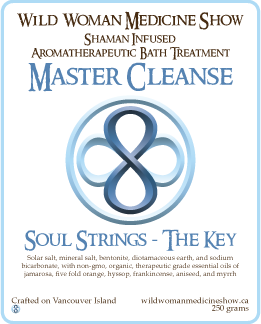 Wild Woman Medicine Show
Shaman Infused
Aromatherapeutic Bath Treatment
Master Cleanse
Soul Strings - The Key
Solar salt, mineral salt, bentonite, diotamaceous earth, and sodium
bicarbonate, with non-gmo, organic, therapeutic grade essential oils of
jamarosa, five fold orange, hyssop, frankincense, aniseed, and myrrh
Crafted on Vancouver Island wildwomanmedicineshow.ca
250 grams